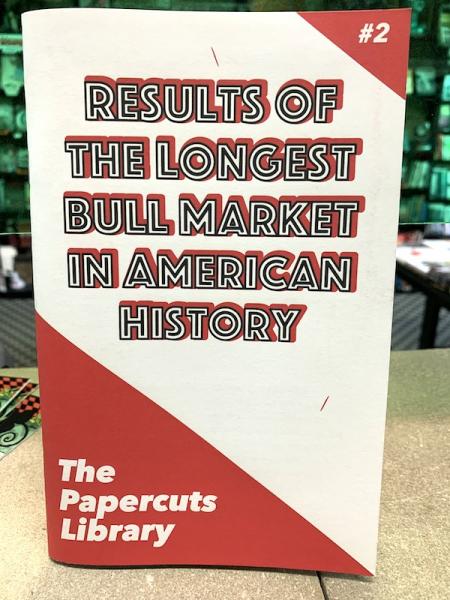 #2
RESULTS OF
THE LONGEST
BULL MARKET
IN AMERICAN
HISTORY
The
Papercuts
Library